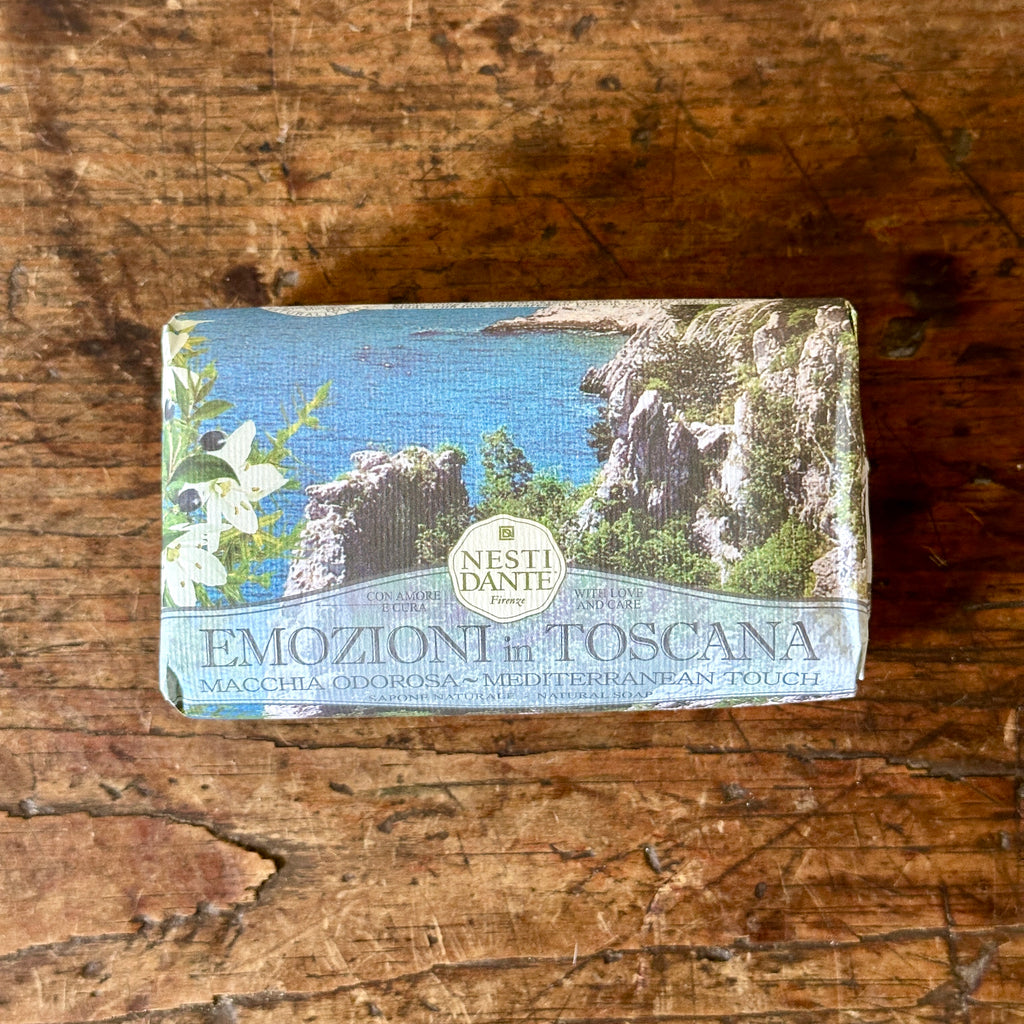 NESTI
DANTE
Firenze
CON AMORE
E CURA
WITH LOVE
AND CARE
EMOZIONI in TOSCANA
MACCHIA ODOROSA ~ MEDITERRANEAN TOUCH
SAPONE NATURALE - NATURAL SOAP